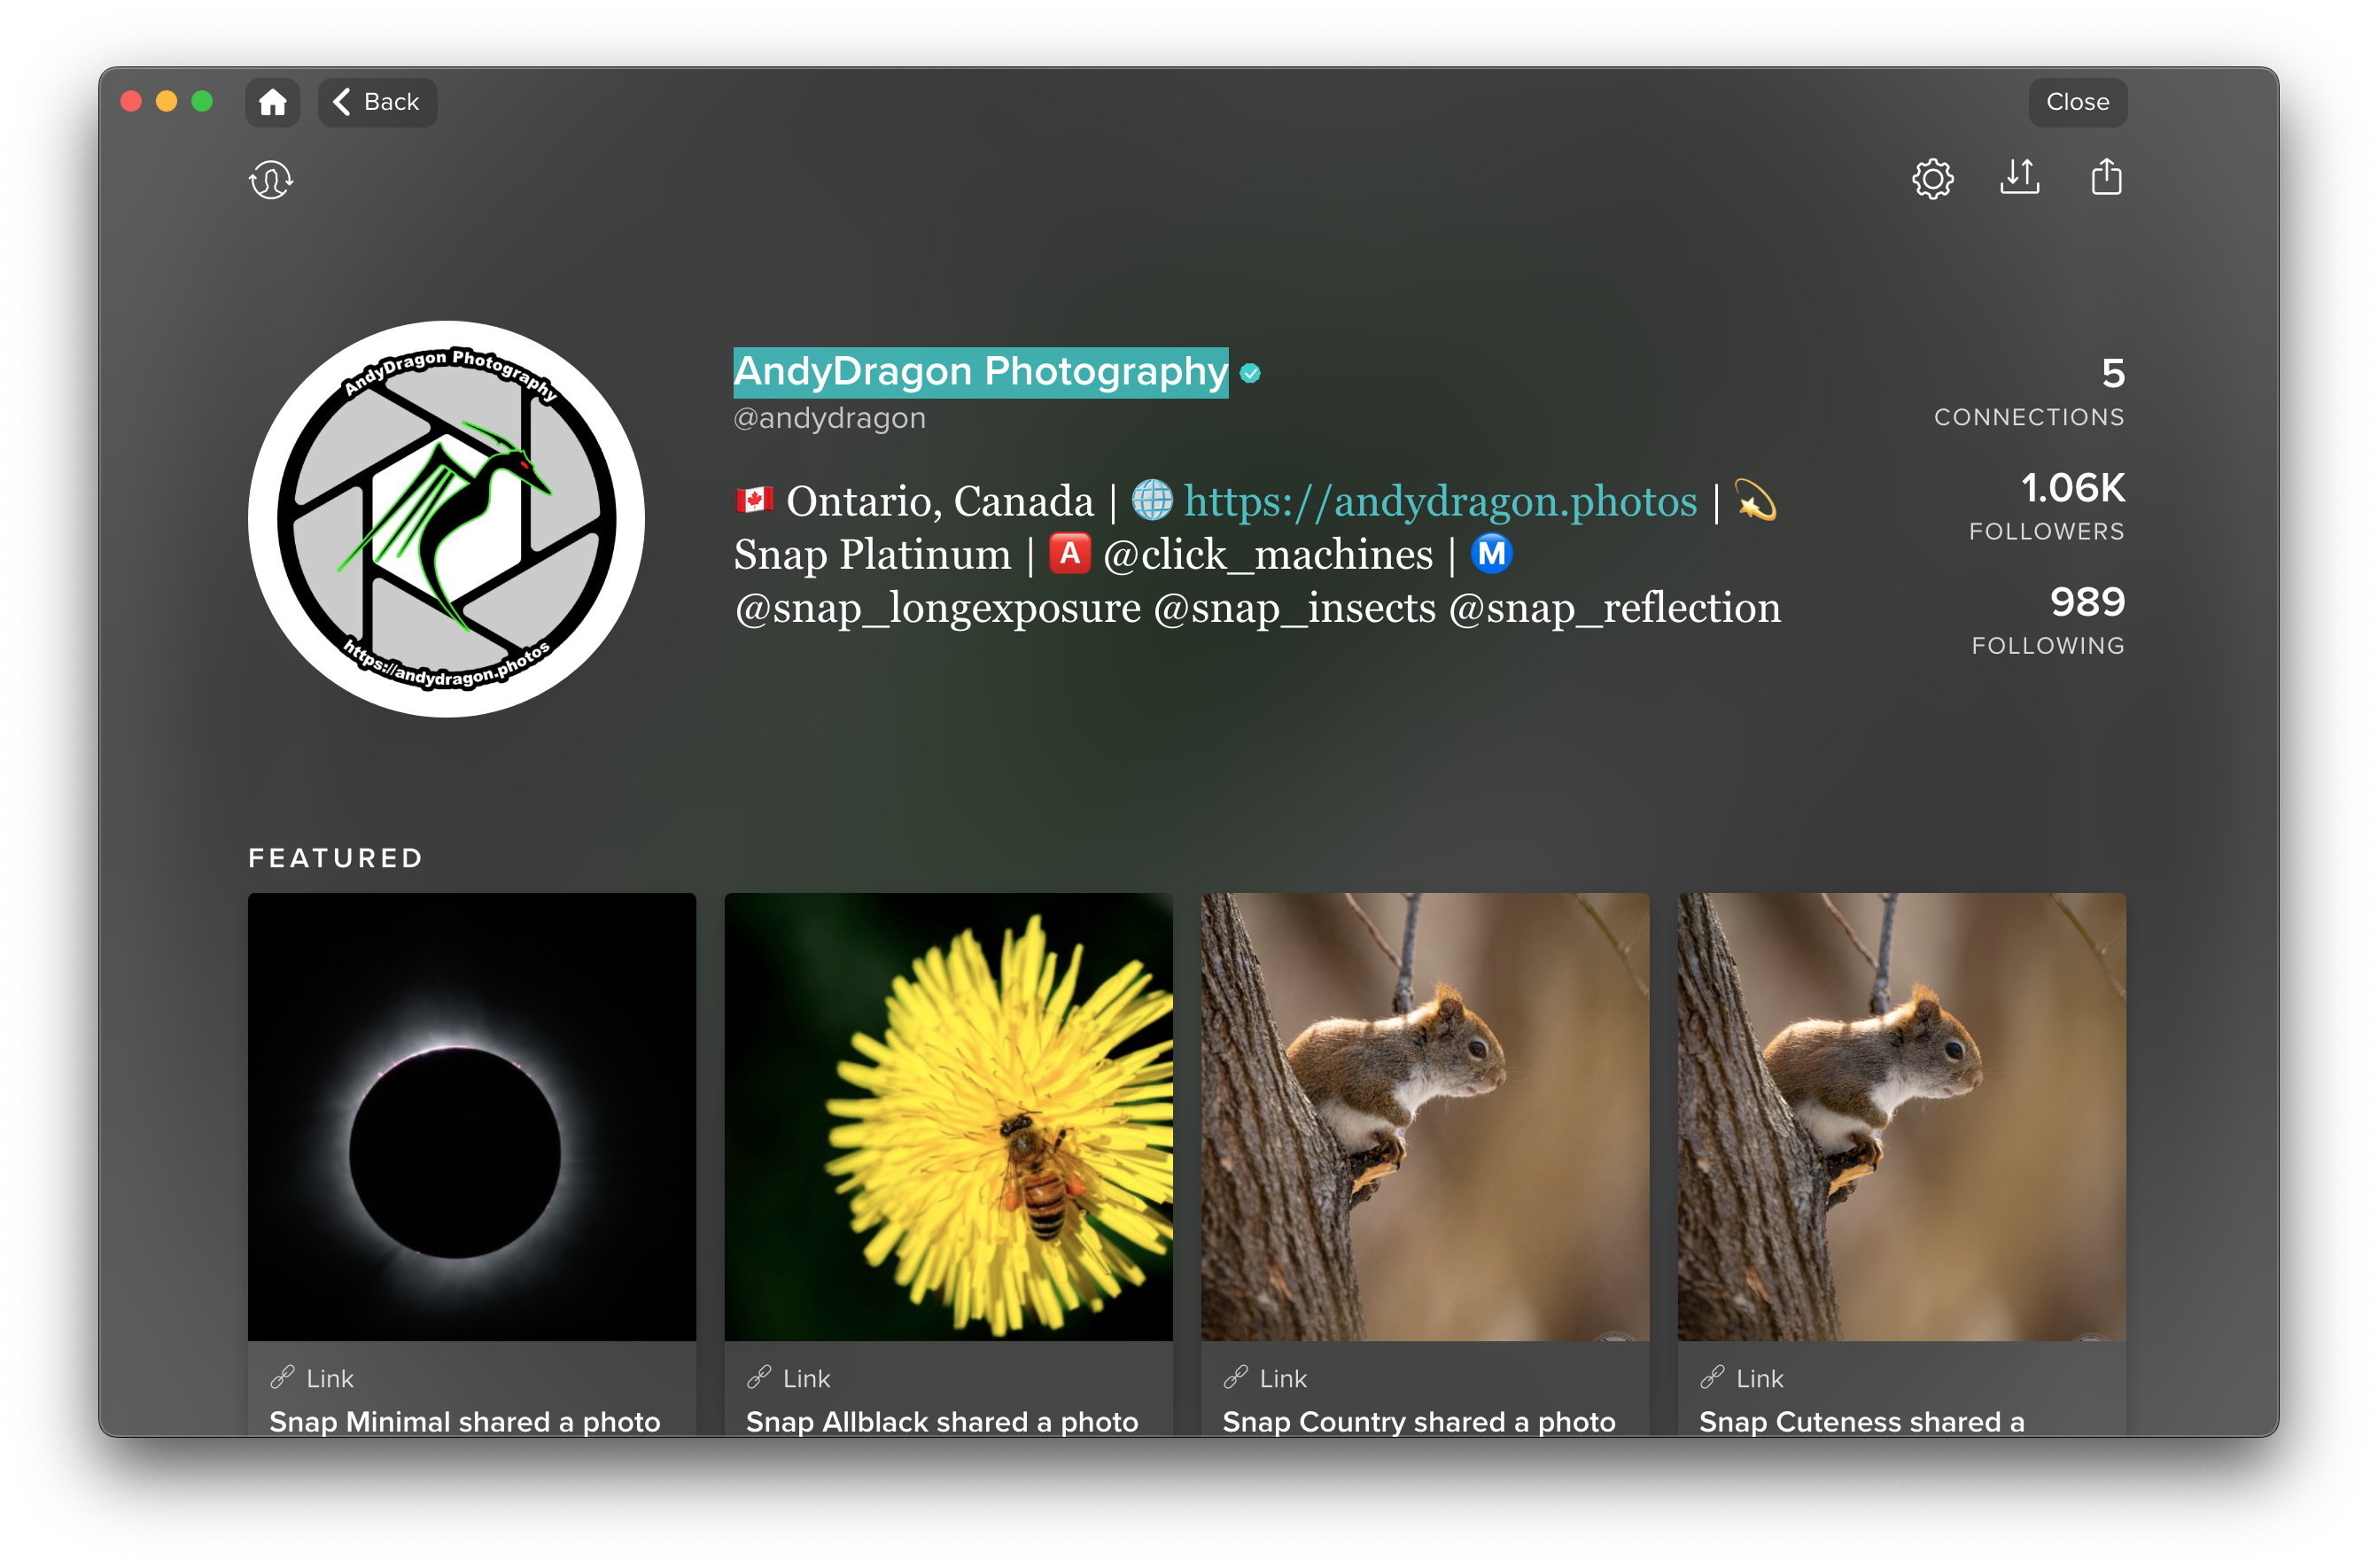 Back
Close
AndyDragon Photography
https://andydragon.photos
AndyDragon Photography
@andydragon
🇨🇦 Ontario, Canada | 🌐 https://andydragon.photos | 💫
Snap Platinum | 🅰️ @click_machines | Ⓜ️
@snap_longexposure @snap_insects @snap_reflection
5
CONNECTIONS
1.06K
FOLLOWERS
989
FOLLOWING
FEATURED
Link
Snap Minimal shared a photo
Link
Snap Allblack shared a photo
Link
Snap Country shared a photo
Link
Snap Cuteness shared a